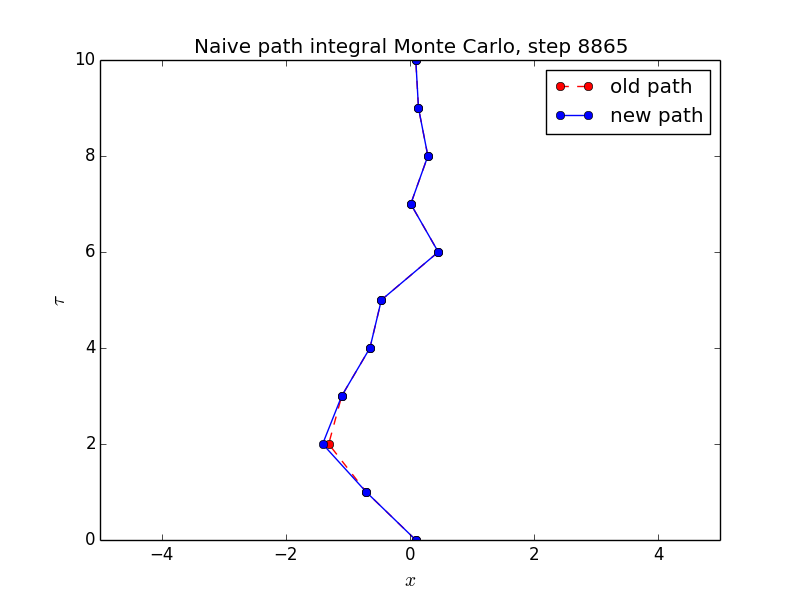 Naive path integral Monte Carlo, step 8865
old path
new path
10
8
6
4
2
0
τ
−4 −2 0 2 4
x